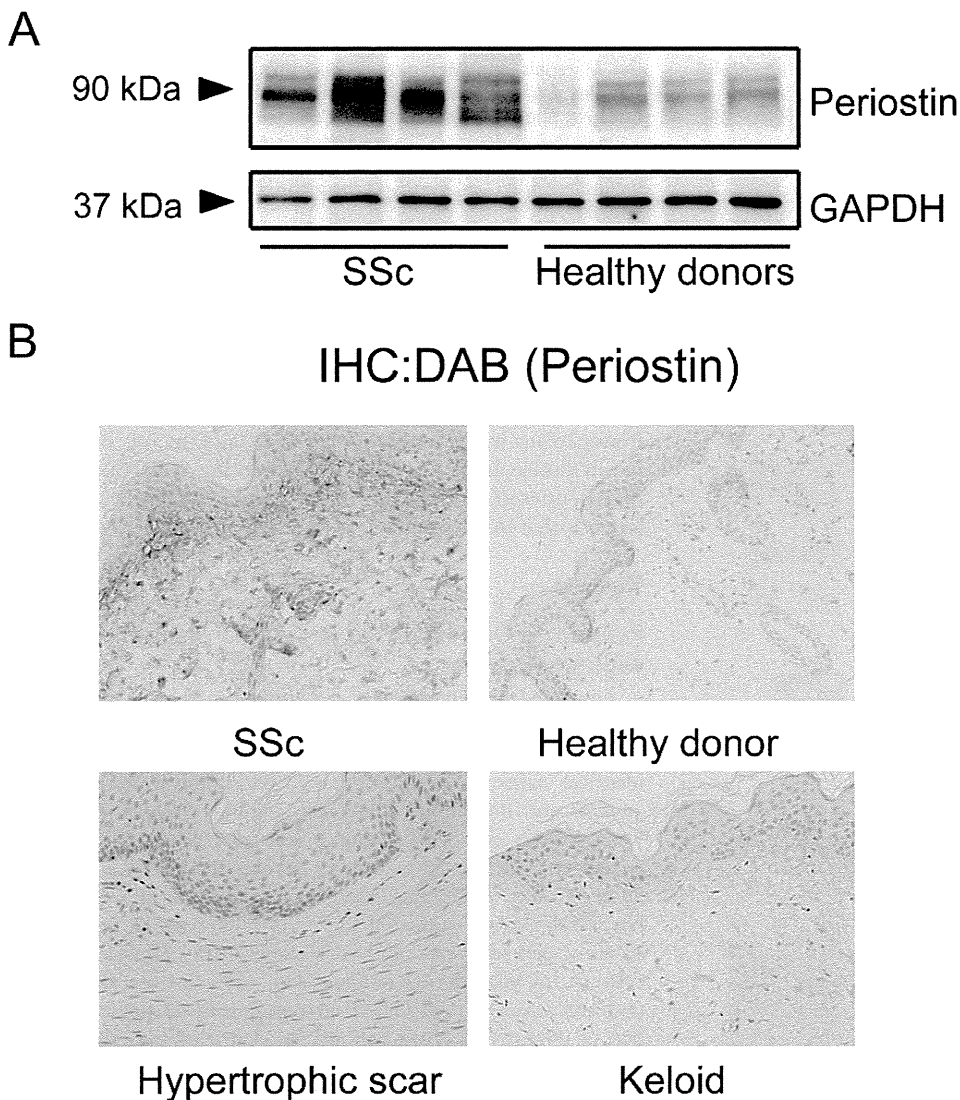 A
90 kDa
Periostin
37 kDa
GAPDH
SSc
Healthy donors
B
IHC:DAB (Periostin)
SSc
Healthy donor
Hypertrophic scar
Keloid